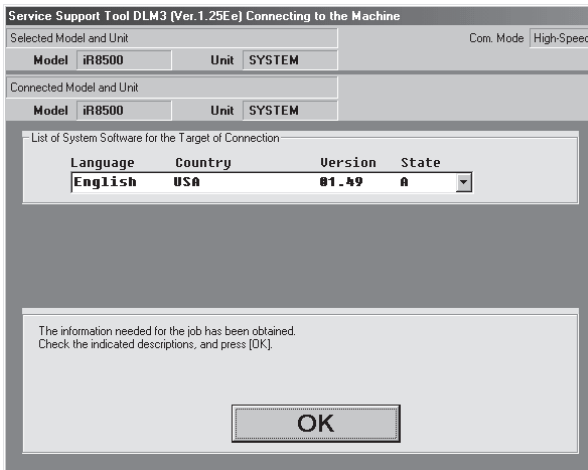 Service Support Tool DLM3 (Ver.1.25Ee) Connecting to the Machine
Selected Model and Unit Com. Mode High-Speed
Model iR8500 Unit SYSTEM
Connected Model and Unit
Model iR8500 Unit SYSTEM
List of System Software for the Target of Connection
Language Country Version State
English USA 01.49 A
The information needed for the job has been obtained.
Check the indicated descriptions, and press [OK].
OK